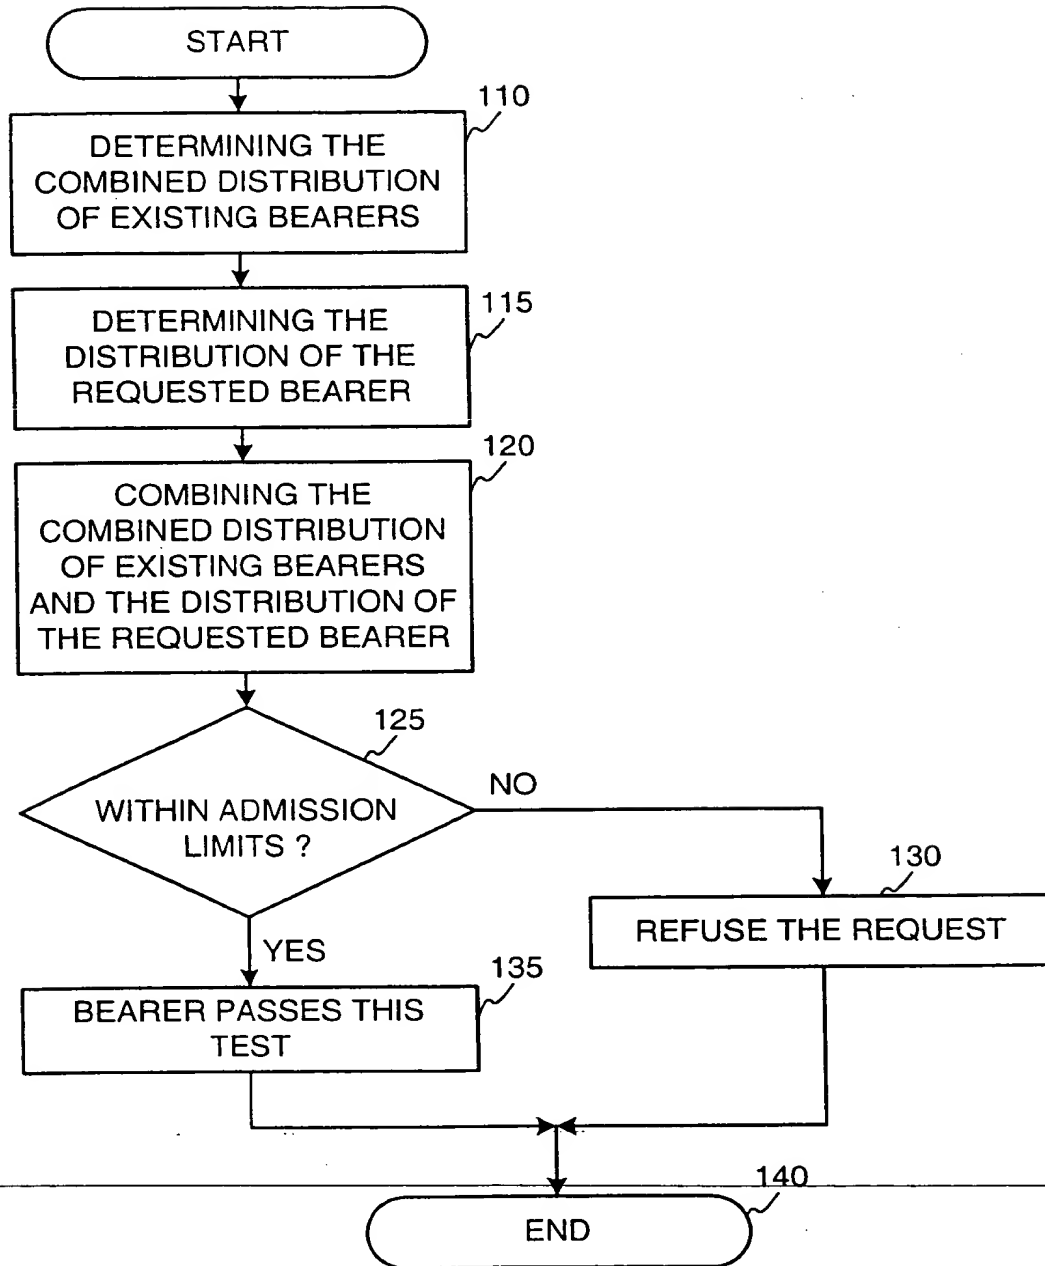 START
110
DETERMINING THE
COMBINED DISTRIBUTION
OF EXISTING BEARERS
115
DETERMINING THE
DISTRIBUTION OF THE
REQUESTED BEARER
120
COMBINING THE
COMBINED DISTRIBUTION
OF EXISTING BEARERS
AND THE DISTRIBUTION OF
THE REQUESTED BEARER
125
WITHIN ADMISSION
LIMITS ?
NO
130
REFUSE THE REQUEST
YES
135
BEARER PASSES THIS
TEST
140
END